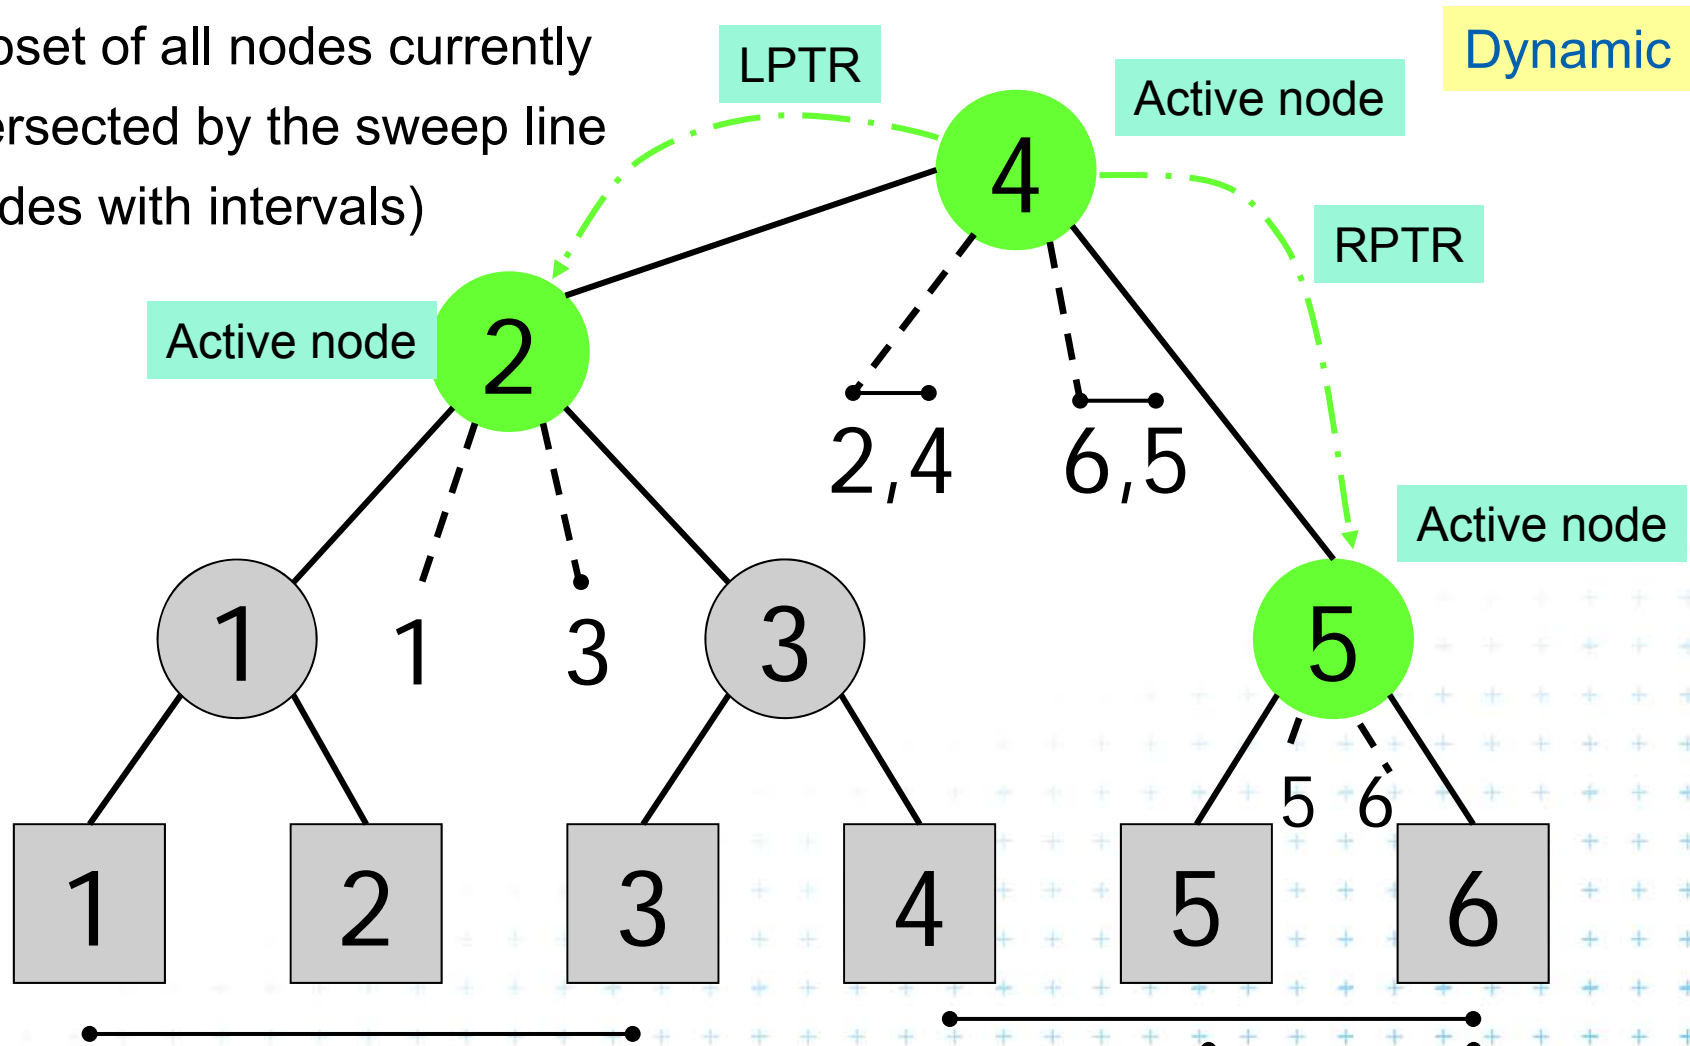 Dynamic
pset of all nodes currently
ersected by the sweep line
des with intervals)
LPTR
Active node
4
RPTR
Active node
2
2,4
6,5
Active node
1
1
3
3
5
5
6
1
2
3
4
5
6